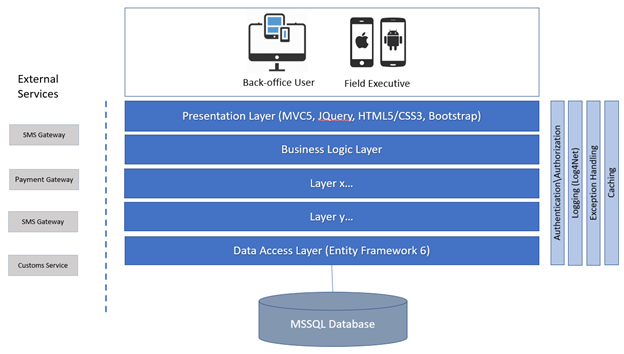 Back-office User
Field Executive
External
Services
SMS Gateway
Payment Gateway
SMS Gateway
Customs Service
Presentation Layer (MVC5, JQuery, HTML5/CSS3, Bootstrap)
Business Logic Layer
Layer x...
Layer y...
Data Access Layer (Entity Framework 6)
MSSQL Database
Authentication\Authorization
Logging (Log4Net)
Exception Handling
Caching